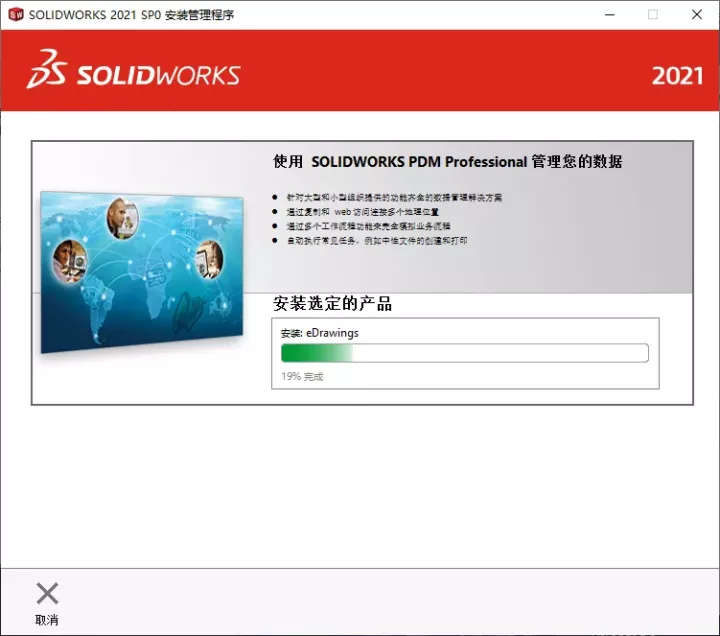 SOLIDWORKS 2021 SP0 安装管理程序
SOLIDWORKS
2021
使用 SOLIDWORKS PDM Professional 管理您的数据
针对大型和小型组织提供的功能齐全的数据管理解决方案
通过复制和 web 访问连接多个地理位置
通过多个工作流程功能来完全模拟业务流程
自动执行常见任务，例如中性文件的创建和打印
安装选定的产品
安装: eDrawings
19% 完成
取消